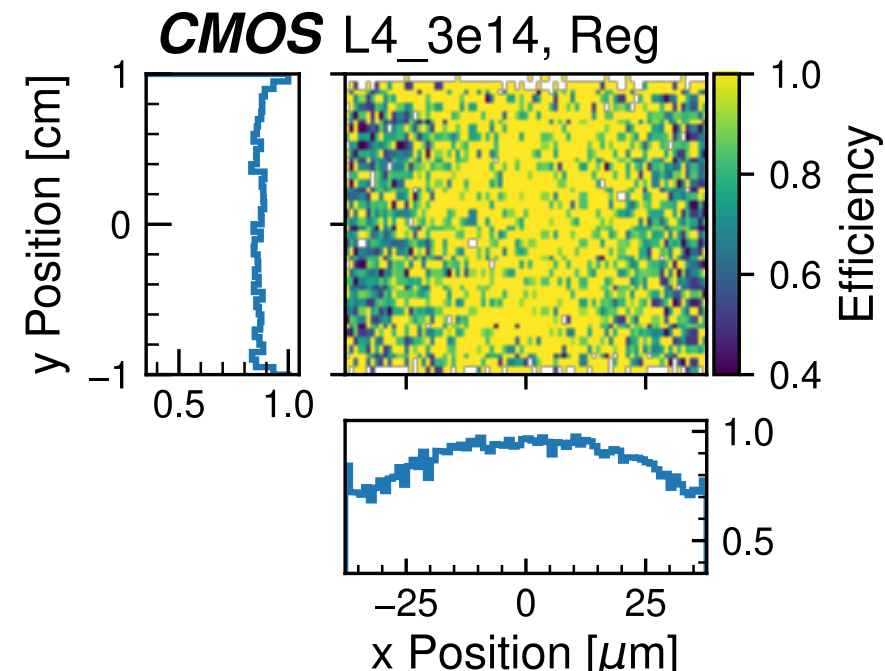 CMOS L4_3e14, Reg
y Position [cm]
1
0
−1
0.5 1.0
1.0
0.8
0.6
0.4
Efficiency
1.0
0.5
−25 0 25
x Position [μm]